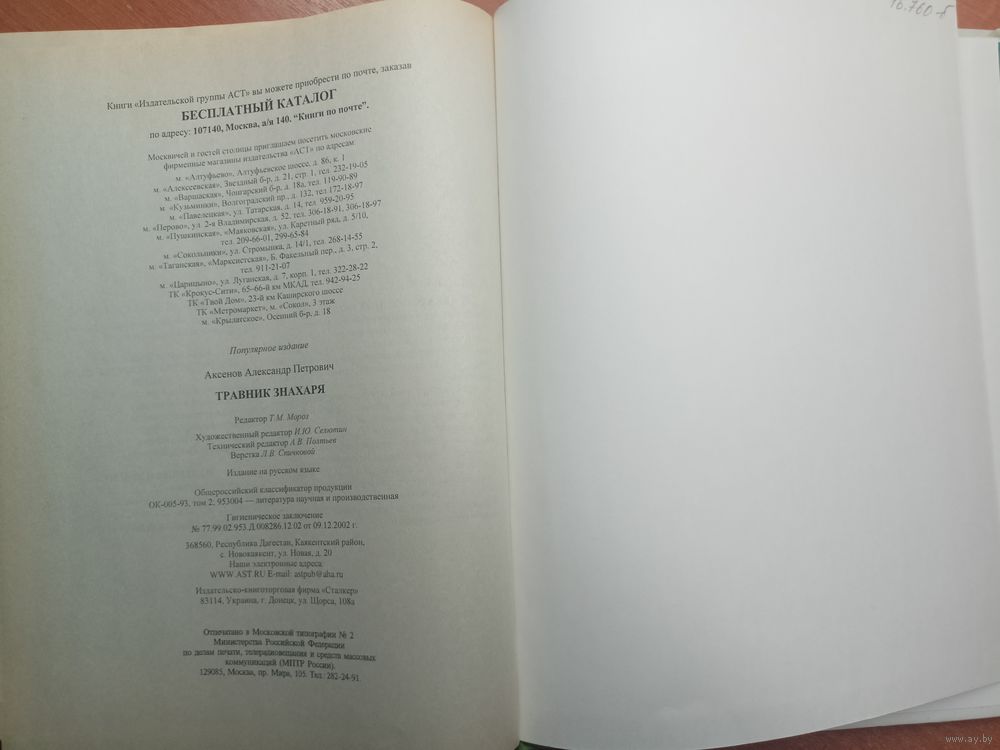 Книги «Издательской группы АСТ» вы можете приобрести по почте, заказав
БЕСПЛАТНЫЙ КАТАЛОГ
по адресу: 107140, Москва, а/я 140. "Книги по почте".
Москвичей и гостей столицы приглашаем посетить московские
фирменные магазины издательства «АСТ» по адресам:
м. «Алтуфьево», Алтуфьевское шоссе, д. 86, к. 1
м. «Алексеевская», Звездный б-р, д. 21, стр. 1, тел. 232-19-05
м. «Варшаская», Чонгарский б-р, д. 18а, тел. 119-90-89
м. «Кузьминки», Волгоградский пр., д. 132, тел. 172-18-97
м. «Павелецкая», ул. Татарская, д. 14, тел. 959-20-95
м. «Перово», ул. 2-я Владимирская, д. 52, тел. 306-18-91, 306-18-97
м. «Пушкинская», «Маяковская», ул. Каретный ряд, д. 5/10,
тел. 209-66-01, 299-65-84
м. «Сокольники», ул. Стромынка, д. 14/1, тел. 268-14-55
м. «Таганская», «Марксистская», Б. Факельный пер., д. 3, стр. 2,
тел. 911-21-07
м. «Царицыно», ул. Луганская, д. 7, корп. 1, тел. 322-28-22
ТК «Крокус-Сити», 65—66-й км МКАД, тел. 942-94-25
ТК «Твой Дом», 23-й км Каширского шоссе
ТК «Метромаркет», м. «Сокол», 3 этаж
м. «Крылатское», Осенний б-р, д. 18
Популярное издание
Аксенов Александр Петрович
ТРАВНИК ЗНАХАРЯ
Редактор Т.М. Мороз
Художественный редактор И.Ю. Селютин
Технический редактор А.В. Полтьев
Верстка Л.В. Спичковой
Издание на русском языке
Общероссийский классификатор продукции
ОК-005-93, том 2; 953004 — литература научная и производственная
Гигиеническое заключение
№ 77.99.02.953.Д.008286.12.02 от 09.12.2002 г.
368560, Республика Дагестан, Каякентский район,
с. Новокаякент, ул. Новая, д. 20
Наши электронные адреса:
WWW.AST.RU E-mail: astpub@aha.ru
Издательско-книготорговая фирма «Сталкер»
83114, Украина, г. Донецк, ул. Щорса, 108а
Отпечатано в Московской типографии № 2
Министерства Российской Федерации
по делам печати, телерадиовещания и средств массовых
коммуникаций (МПТР России).
129085, Москва, пр. Мира, 105. Тел.: 282-24-91.
www.ay.by